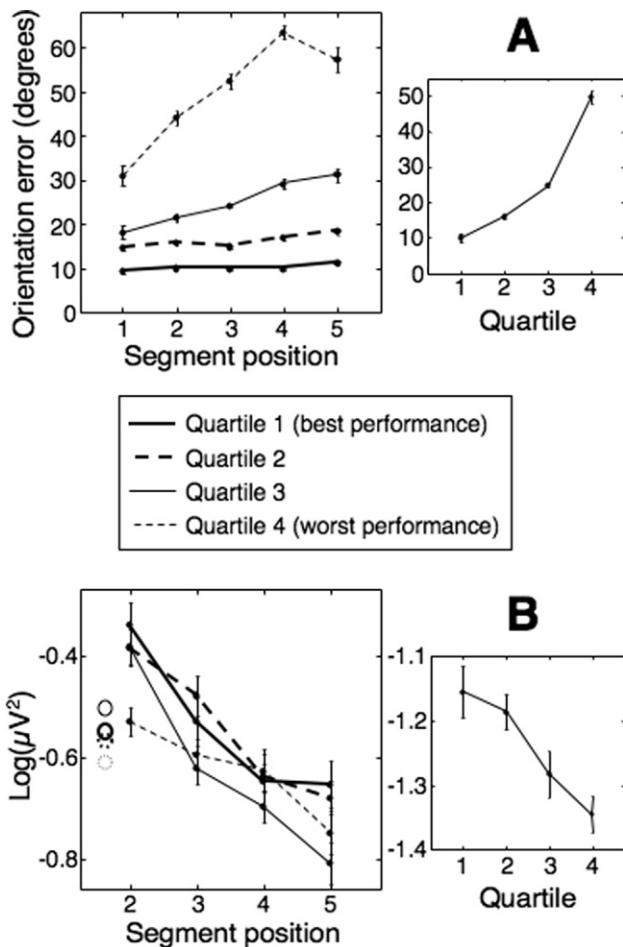 A
Orientation error (degrees)
60
50
40
30
20
10
0
1 2 3 4 5
Segment position
50
40
30
20
10
0
1 2 3 4
Quartile
Quartile 1 (best performance)
Quartile 2
Quartile 3
Quartile 4 (worst performance)
B
Log(μV²)
-0.4
-0.6
-0.8
2 3 4 5
Segment position
-1.1
-1.2
-1.3
-1.4
1 2 3 4
Quartile